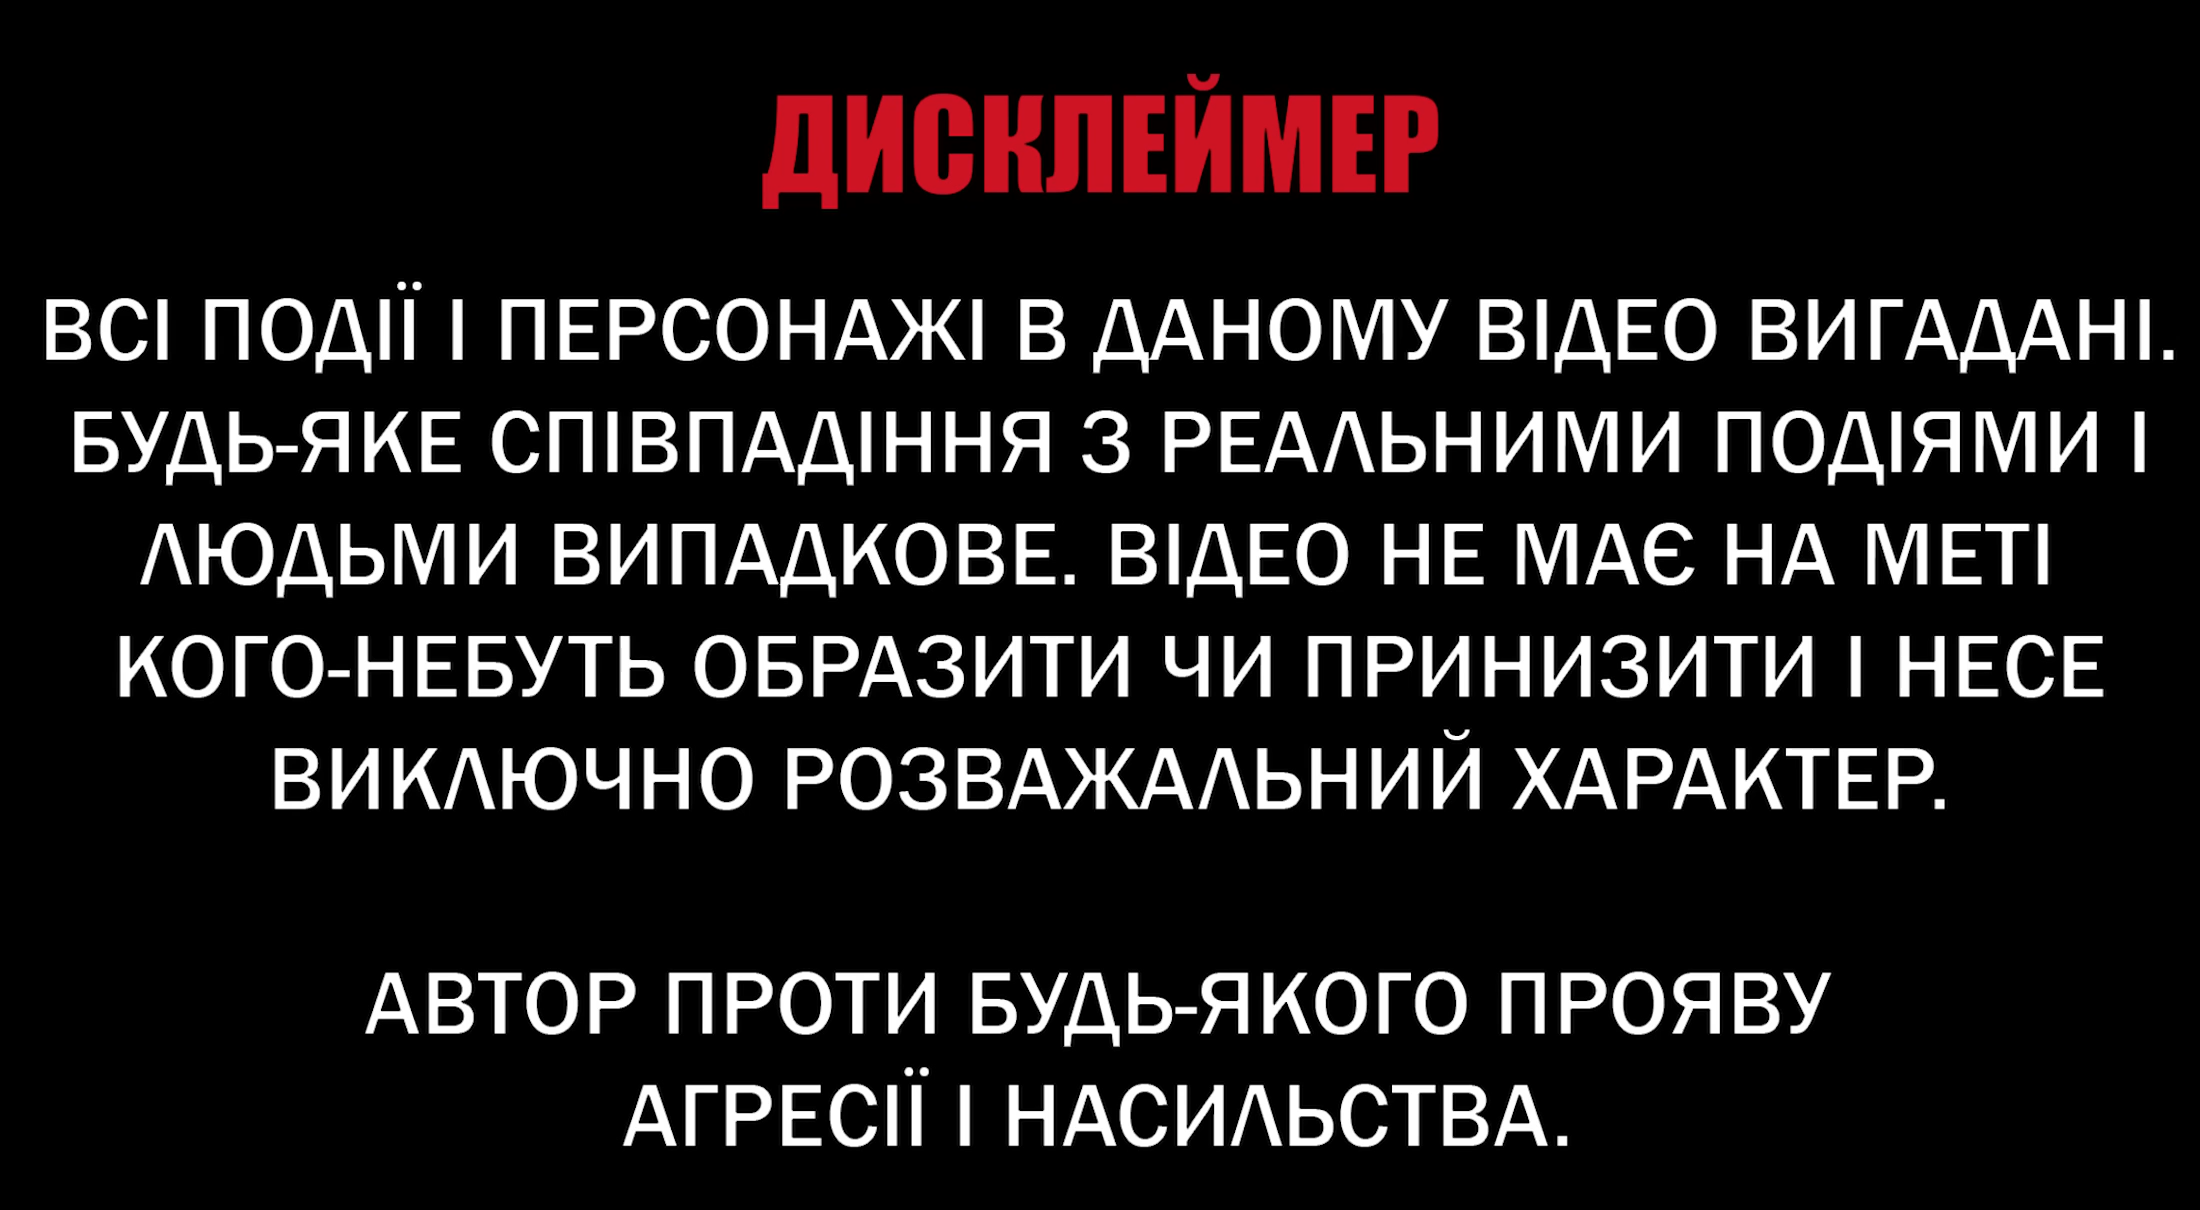 ДИСКЛЕЙМЕР
ВСІ ПОДІЇ І ПЕРСОНАЖІ В ДАНОМУ ВІДЕО ВИГАДАНІ.
БУДЬ-ЯКЕ СПІВПАДІННЯ З РЕАЛЬНИМИ ПОДІЯМИ І
ЛЮДЬМИ ВИПАДКОВЕ. ВІДЕО НЕ МАЄ НА МЕТІ
КОГО-НЕБУТЬ ОБРАЗИТИ ЧИ ПРИНИЗИТИ І НЕСЕ
ВИКЛЮЧНО РОЗВАЖАЛЬНИЙ ХАРАКТЕР.
АВТОР ПРОТИ БУДЬ-ЯКОГО ПРОЯВУ
АГРЕСІЇ І НАСИЛЬСТВА.